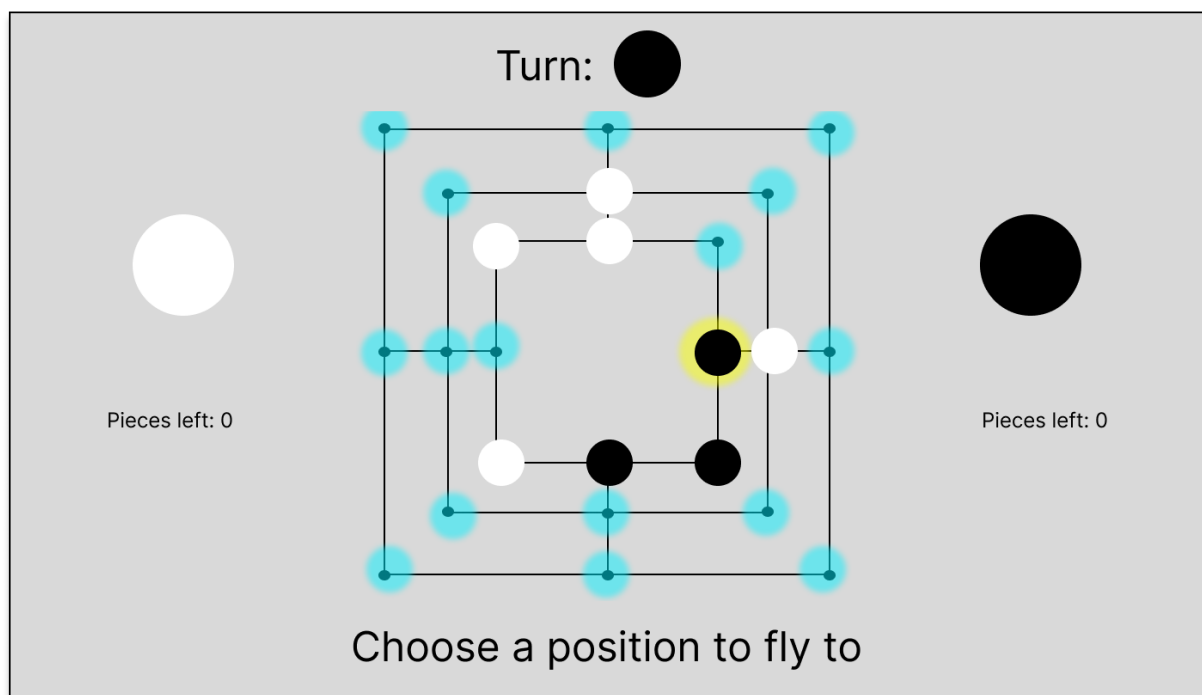 Turn:
Pieces left: 0
Pieces left: 0
Choose a position to fly to